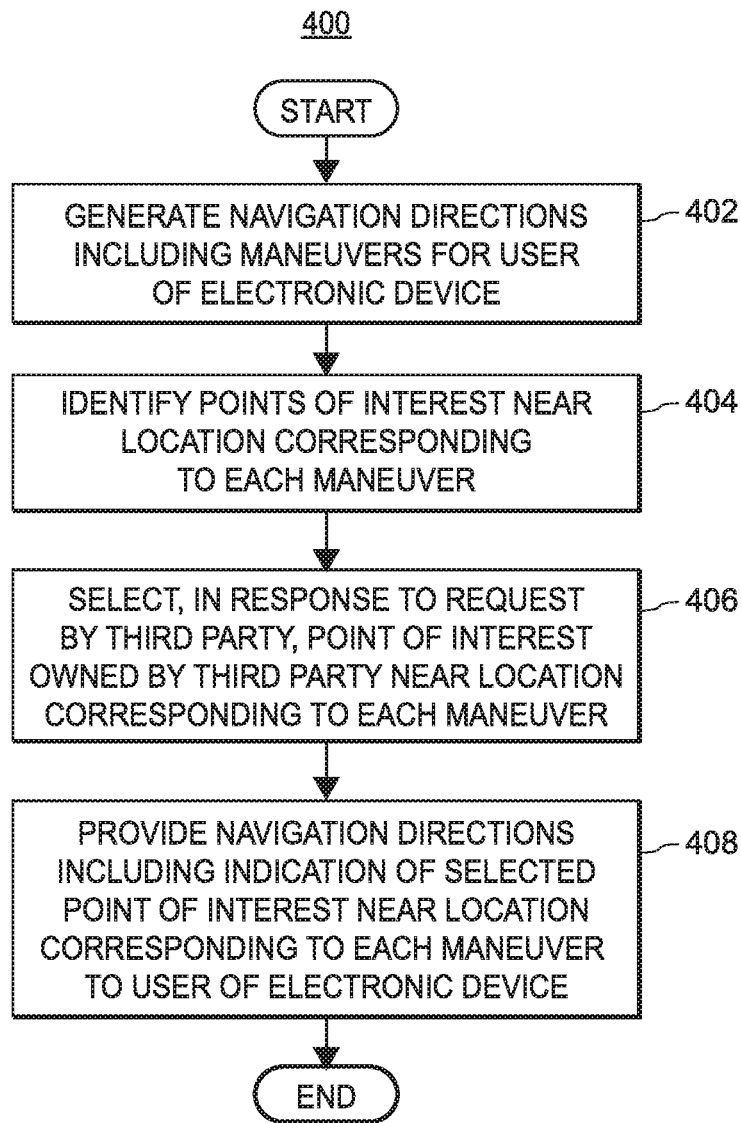 400
START
GENERATE NAVIGATION DIRECTIONS
INCLUDING MANEUVERS FOR USER
OF ELECTRONIC DEVICE
402
IDENTIFY POINTS OF INTEREST NEAR
LOCATION CORRESPONDING
TO EACH MANEUVER
404
SELECT, IN RESPONSE TO REQUEST
BY THIRD PARTY, POINT OF INTEREST
OWNED BY THIRD PARTY NEAR LOCATION
CORRESPONDING TO EACH MANEUVER
406
PROVIDE NAVIGATION DIRECTIONS
INCLUDING INDICATION OF SELECTED
POINT OF INTEREST NEAR LOCATION
CORRESPONDING TO EACH MANEUVER
TO USER OF ELECTRONIC DEVICE
408
END